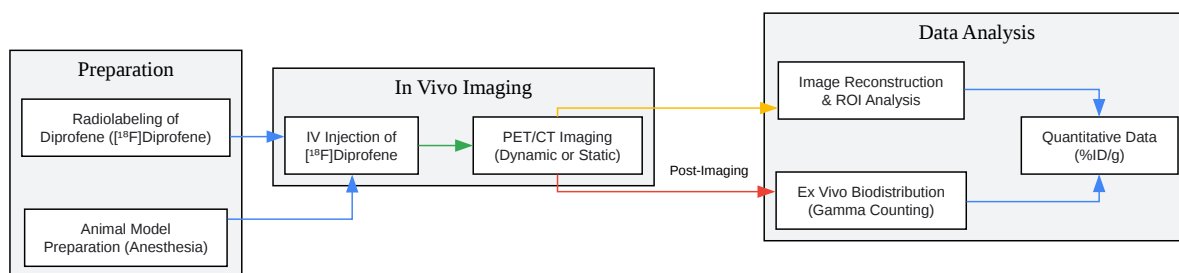 Preparation
Radiolabeling of
Diprofene ([¹⁸F]Diprofene)
Animal Model
Preparation (Anesthesia)
In Vivo Imaging
IV Injection of
[¹⁸F]Diprofene
PET/CT Imaging
(Dynamic or Static)
Post-Imaging
Data Analysis
Image Reconstruction
& ROI Analysis
Ex Vivo Biodistribution
(Gamma Counting)
Quantitative Data
(%ID/g)